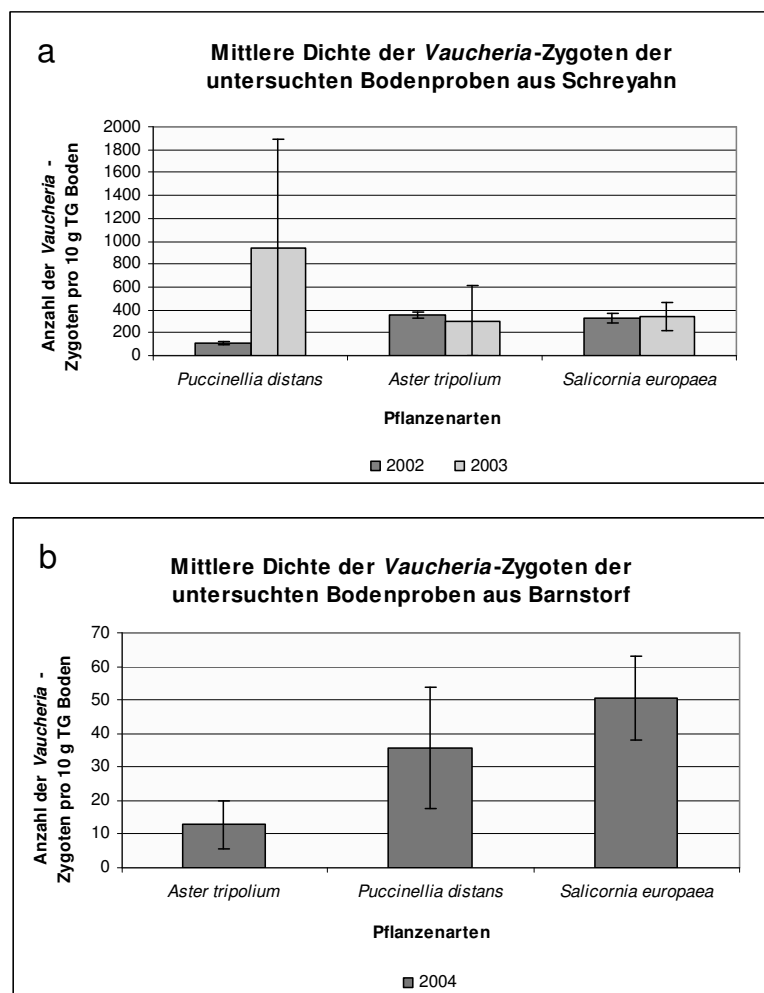 a
Mittlere Dichte der Vaucheria-Zygoten der
untersuchten Bodenproben aus Schreyahn
Anzahl der Vaucheria -
Zygoten pro 10 g TG Boden
2000
1800
1600
1400
1200
1000
800
600
400
200
0
Puccinellia distans Aster tripolium Salicornia europaea
Pflanzenarten
2002 2003
b
Mittlere Dichte der Vaucheria-Zygoten der
untersuchten Bodenproben aus Barnstorf
Anzahl der Vaucheria -
Zygoten pro 10 g TG Boden
70
60
50
40
30
20
10
0
Aster tripolium Puccinellia distans Salicornia europaea
Pflanzenarten
2004